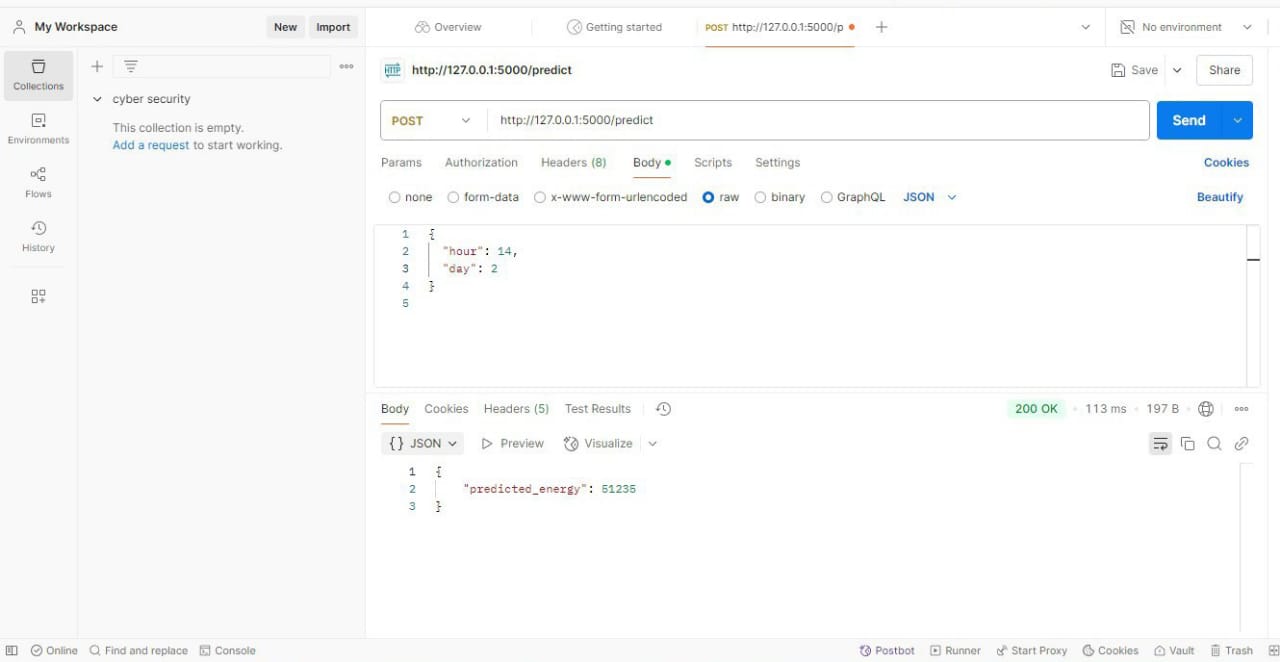 My Workspace New Import Overview Getting started POST http://127.0.0.1:5000/p No environment
Collections
Environments
Flows
History
cyber security
This collection is empty.
Add a request to start working.
HTTP http://127.0.0.1:5000/predict Save Share
POST http://127.0.0.1:5000/predict Send
Params Authorization Headers (8) Body Scripts Settings Cookies
none form-data x-www-form-urlencoded raw binary GraphQL JSON Beautify
1 {
2 "hour": 14,
3 "day": 2
4 }
5
Body Cookies Headers (5) Test Results 200 OK 113 ms 197 B
{} JSON Preview Visualize
1 {
2 "predicted_energy": 51235
3 }
Online Find and replace Console Postbot Runner Start Proxy Cookies Vault Trash